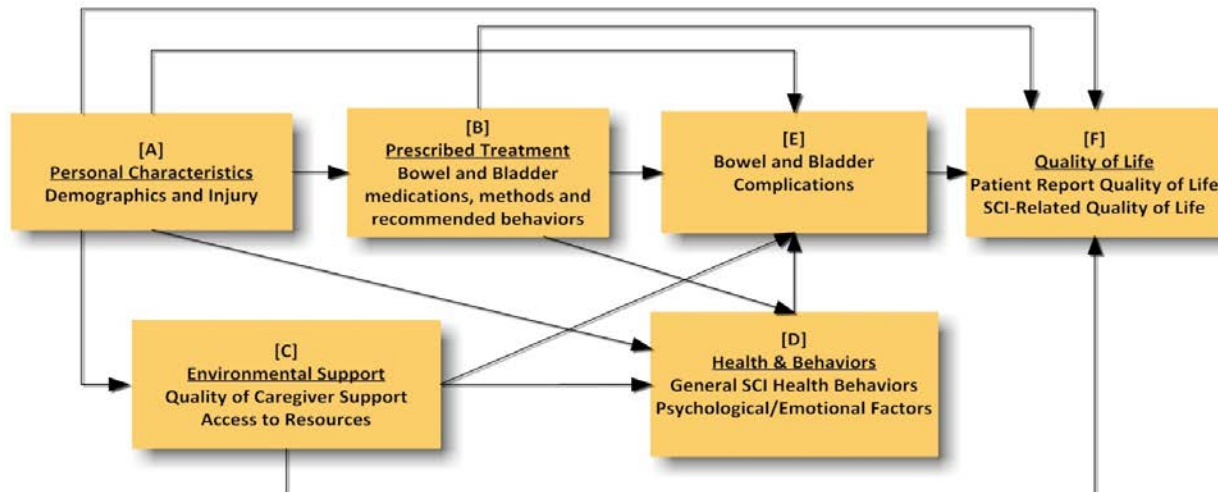 [A]
Personal Characteristics
Demographics and Injury
[B]
Prescribed Treatment
Bowel and Bladder
medications, methods and
recommended behaviors
[E]
Bowel and Bladder
Complications
[F]
Quality of Life
Patient Report Quality of Life
SCI-Related Quality of Life
[C]
Environmental Support
Quality of Caregiver Support
Access to Resources
[D]
Health & Behaviors
General SCI Health Behaviors
Psychological/Emotional Factors